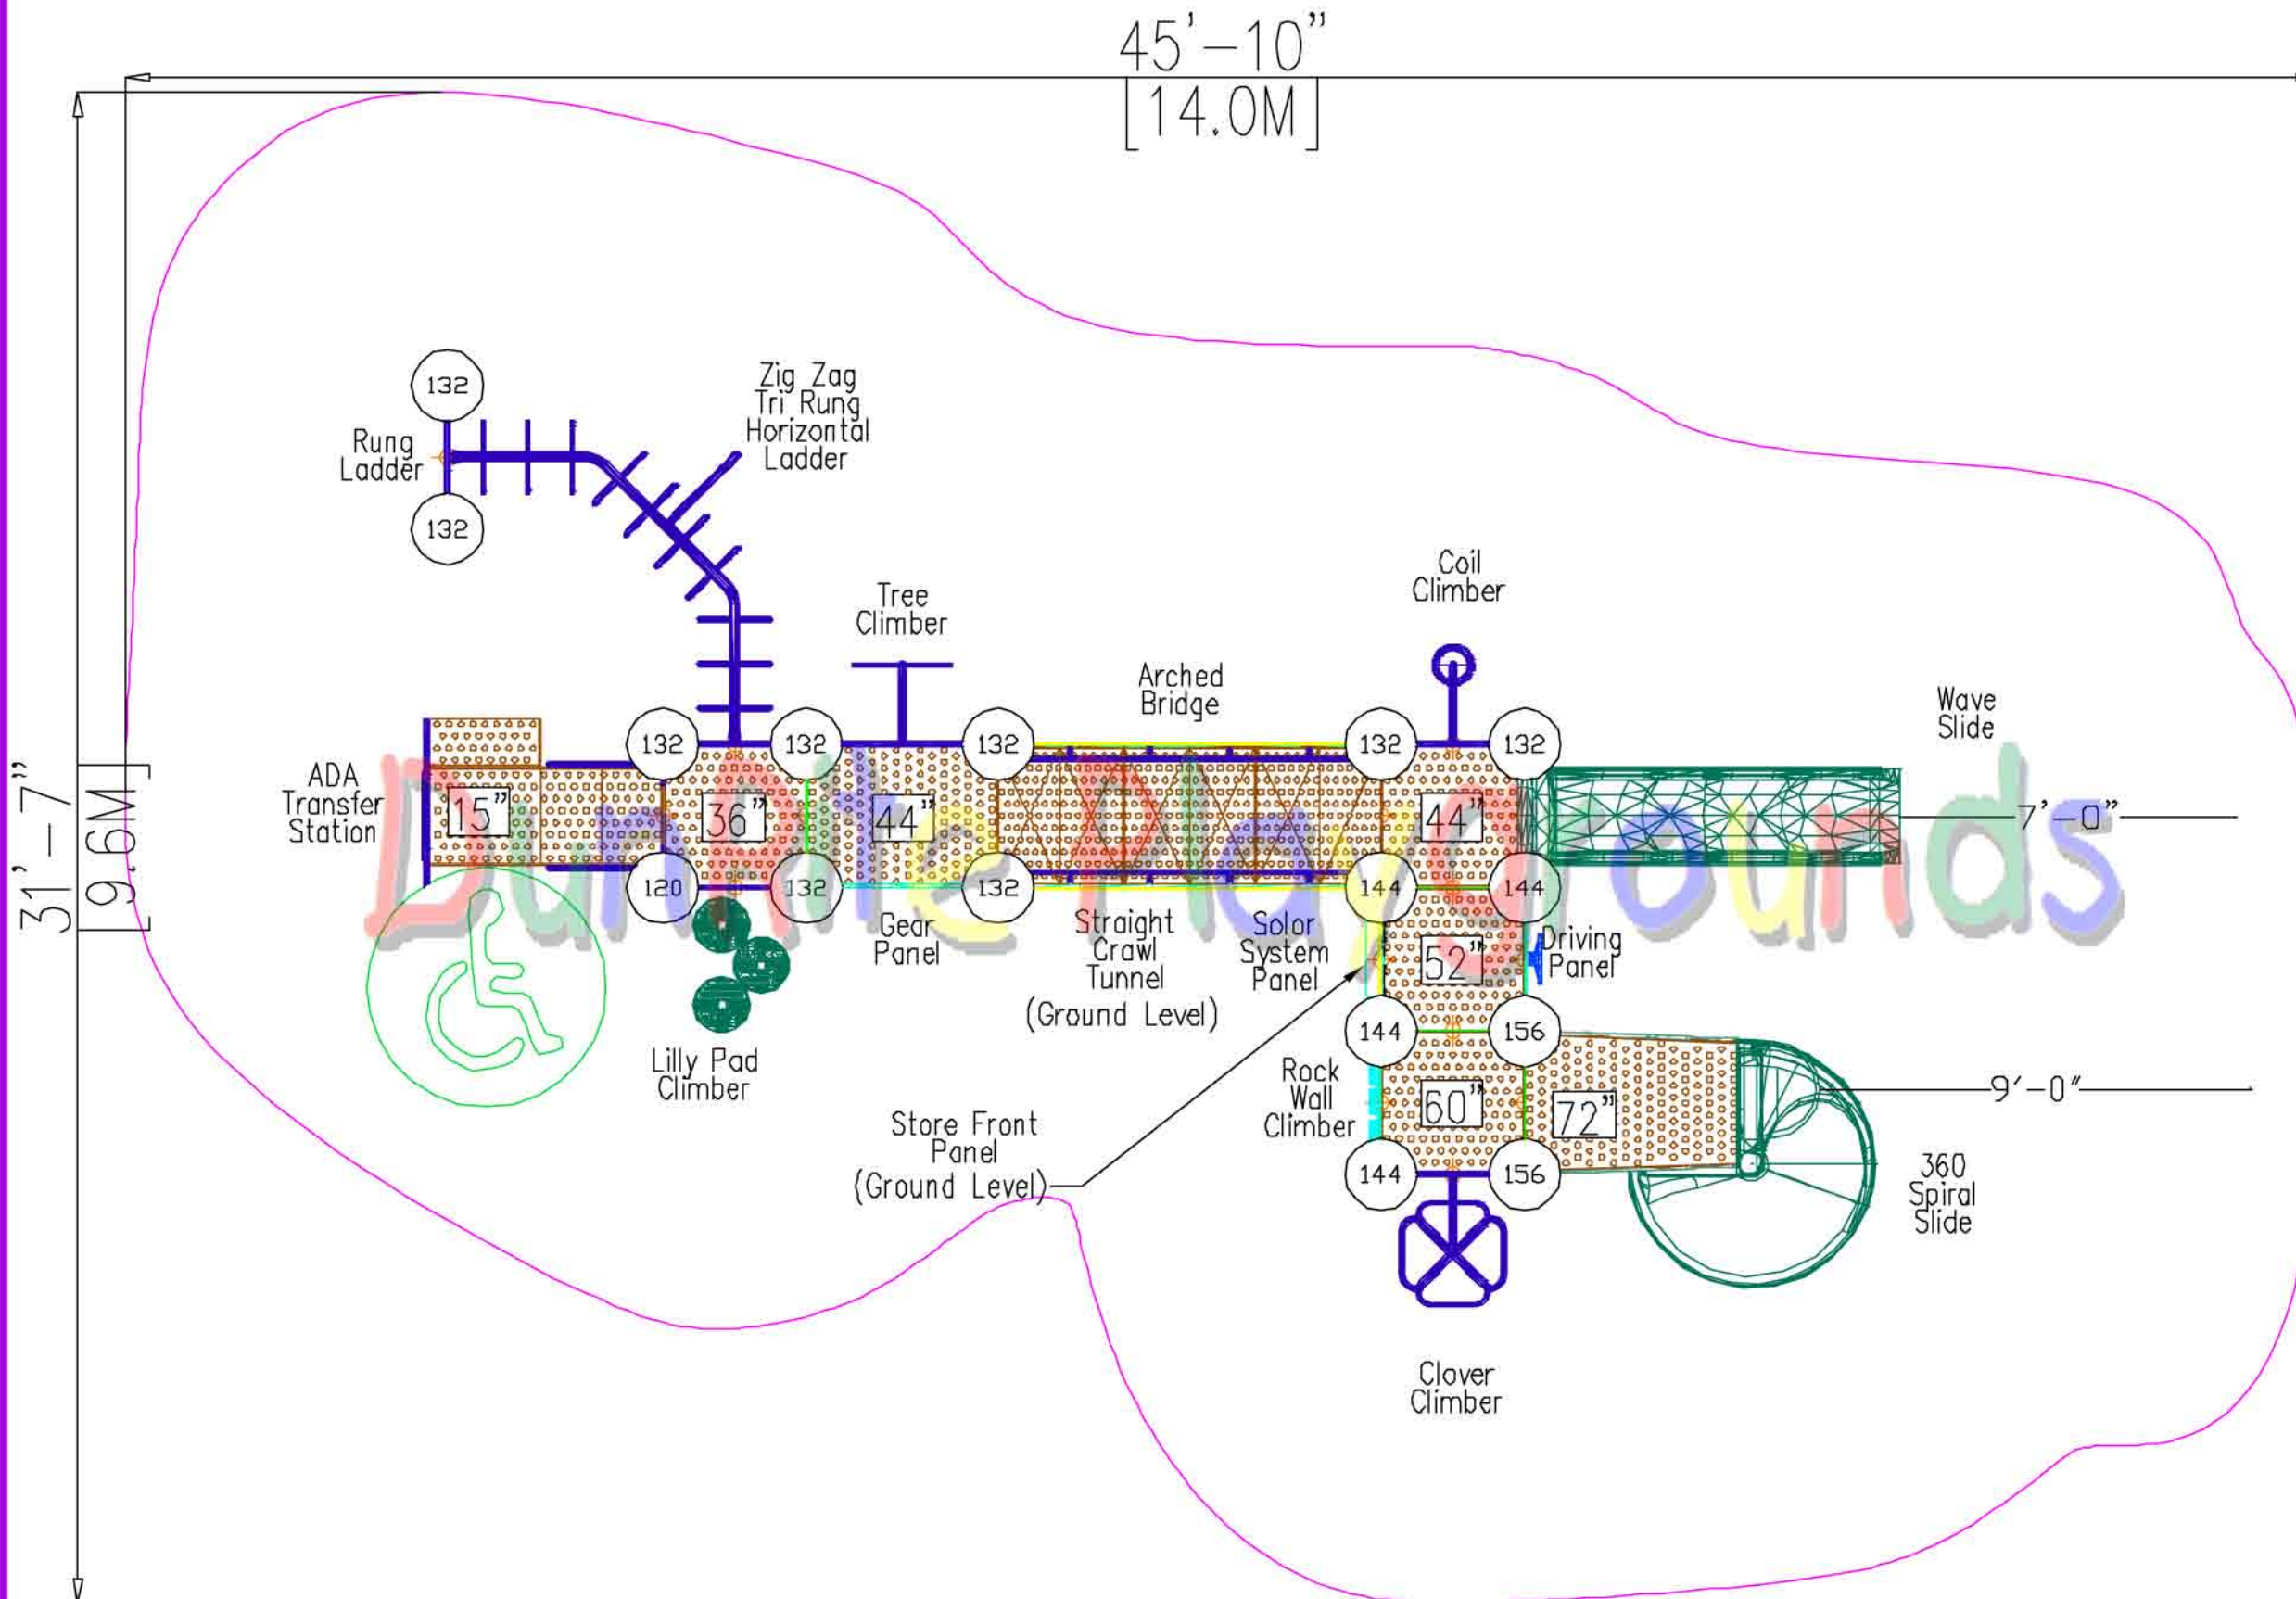 45'-10"
[14.0M]
31'-7"
9.6M
132
Rung
Ladder
132
Zig Zag
Tri Rung
Horizontal
Ladder
Tree
Climber
Coil
Climber
Arched
Bridge
Wave
Slide
132
132
132
132
132
ADA
Transfer
Station
15"
36"
44"
44"
7'-0"
DunRite Playgrounds
120
132
132
144
144
Gear
Panel
Straight
Crawl
Tunnel
(Ground Level)
Solor
System
Panel
52"
Driving
Panel
144
156
Lilly Pad
Climber
Rock
Wall
Climber
60"
72"
9'-0"
Store Front
Panel
(Ground Level)
144
156
360
Spiral
Slide
Clover
Climber